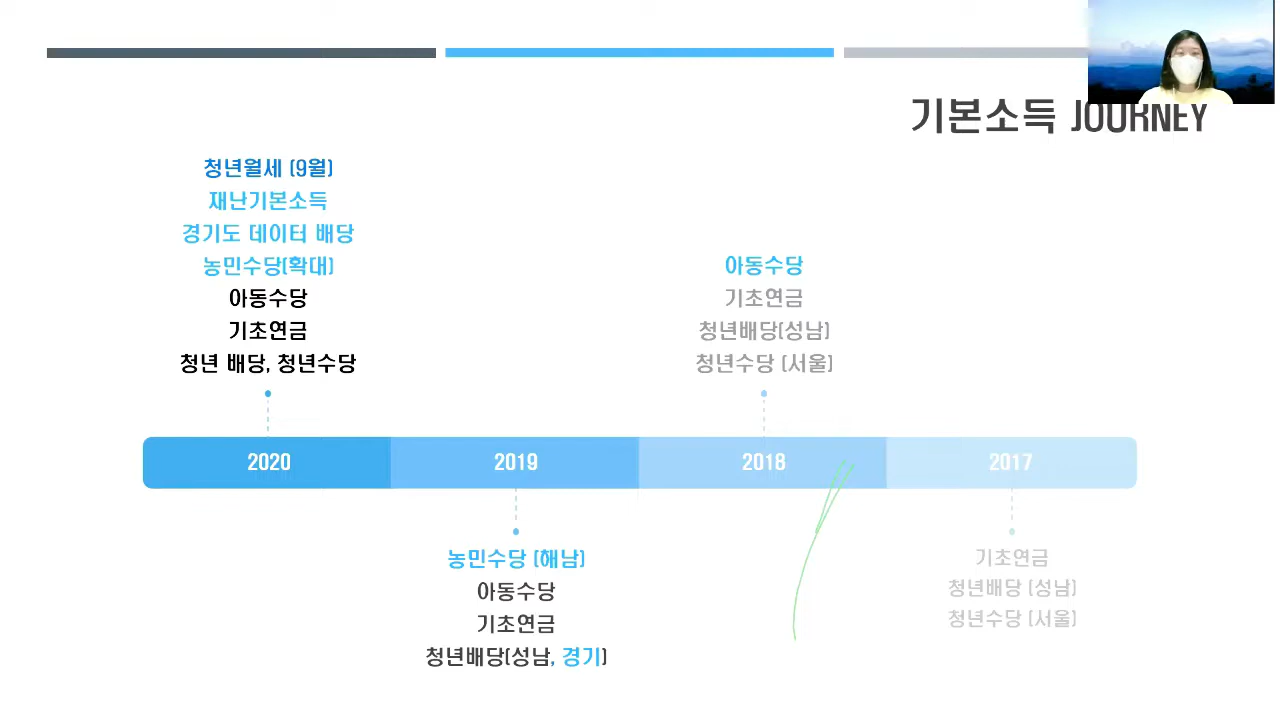 기본소득 JOURNEY
청년월세 (9월)
재난기본소득
경기도 데이터 배당
농민수당(확대)
아동수당
기초연금
청년 배당, 청년수당
아동수당
기초연금
청년배당(성남)
청년수당 (서울)
2020
2019
2018
2017
농민수당 (해남)
아동수당
기초연금
청년배당(성남, 경기)
기초연금
청년배당 (성남)
청년수당 (서울)